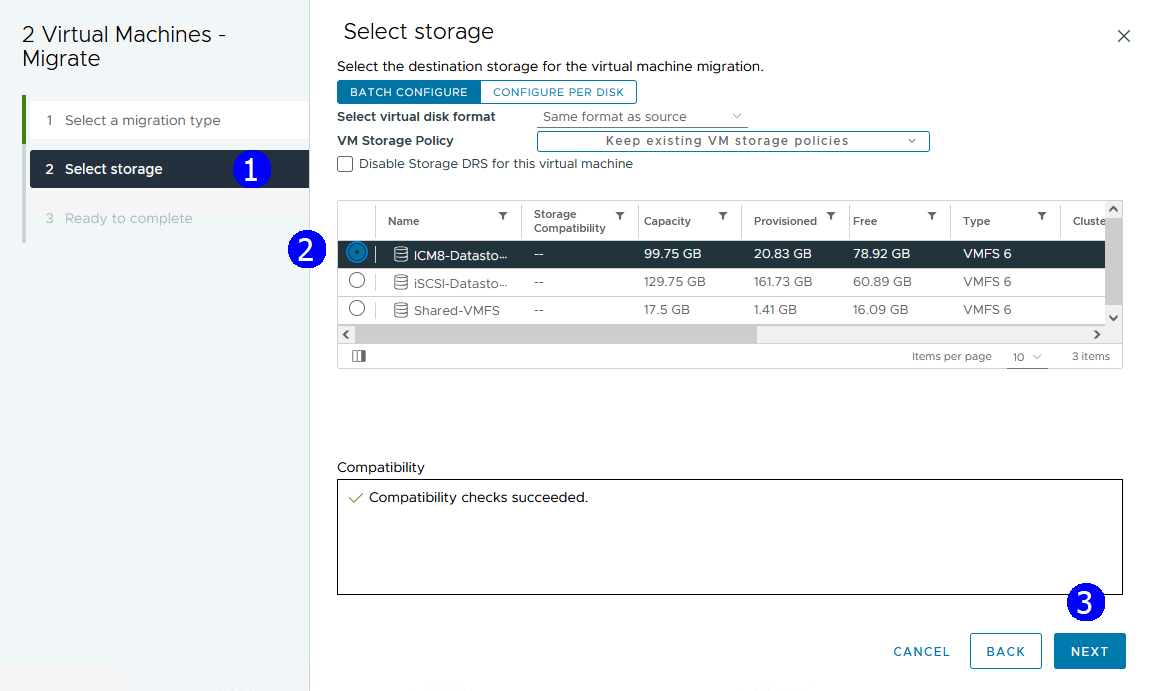 2 Virtual Machines -
Migrate
1 Select a migration type
2 Select storage 1
3 Ready to complete
Select storage
Select the destination storage for the virtual machine migration.
BATCH CONFIGURE CONFIGURE PER DISK
Select virtual disk format Same format as source
VM Storage Policy Keep existing VM storage policies
Disable Storage DRS for this virtual machine
Name Storage Compatibility Capacity Provisioned Free Type Cluste
2 ICM8-Datasto... -- 99.75 GB 20.83 GB 78.92 GB VMFS 6
iSCSI-Datasto... -- 129.75 GB 161.73 GB 60.89 GB VMFS 6
Shared-VMFS -- 17.5 GB 1.41 GB 16.09 GB VMFS 6
Items per page 10 3 items
Compatibility
Compatibility checks succeeded.
3
CANCEL BACK NEXT